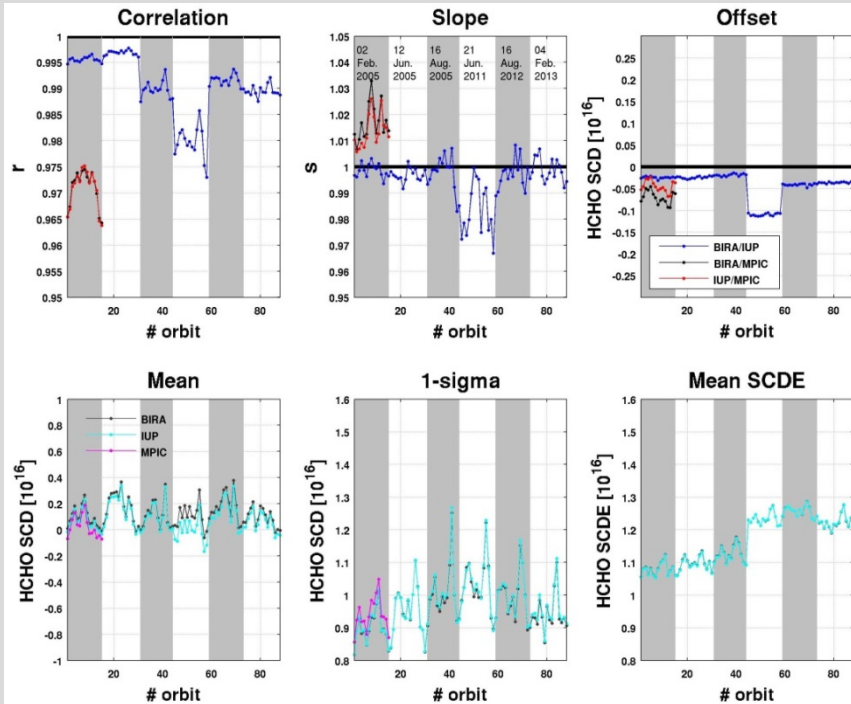 Correlation
1
0.995
0.99
0.985
0.98
r
0.975
0.97
0.965
0.96
0.955
0.95
20 40 60 80
# orbit
Slope
1.05
1.04
1.03
1.02
1.01
s
1
0.99
0.98
0.97
0.96
0.95
02 12 16 21 16 04
Feb. Jun. Aug. Jun. Aug. Feb.
2005 2005 2005 2011 2012 2013
20 40 60 80
# orbit
Offset
HCHO SCD [10^16]
0.25
0.2
0.15
0.1
0.05
0
-0.05
-0.1
-0.15
-0.2
-0.25
BIRA/IUP
BIRA/MPIC
IUP/MPIC
20 40 60 80
# orbit
Mean
HCHO SCD [10^16]
1
0.8
0.6
0.4
0.2
0
-0.2
-0.4
-0.6
-0.8
-1
BIRA
IUP
MPIC
0 20 40 60 80
# orbit
1-sigma
HCHO SCD [10^16]
1.6
1.5
1.4
1.3
1.2
1.1
1
0.9
0.8
0 20 40 60 80
# orbit
Mean SCDE
HCHO SCDE [10^16]
1.6
1.5
1.4
1.3
1.2
1.1
1
0.9
0.8
0 20 40 60 80
# orbit